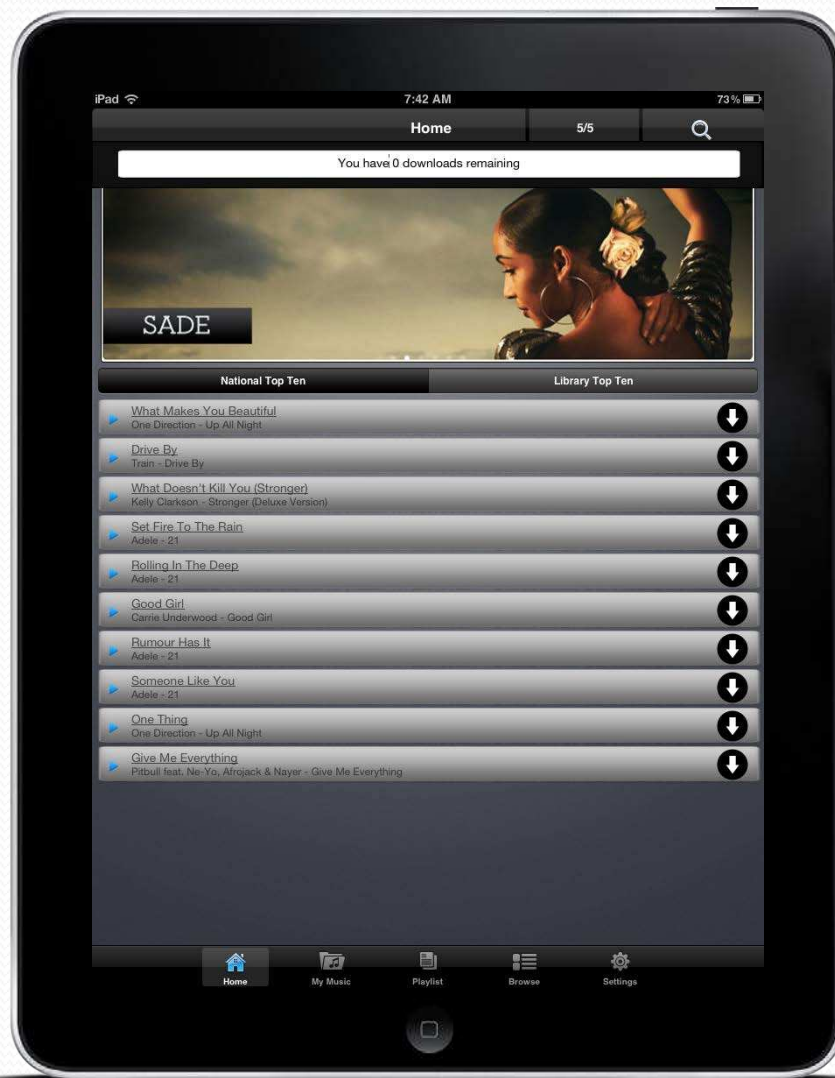 iPad 7:42 AM 73%
Home 5/5
You have 0 downloads remaining
SADE
National Top Ten Library Top Ten
What Makes You Beautiful
One Direction - Up All Night
Drive By
Train - Drive By
What Doesn't Kill You (Stronger)
Kelly Clarkson - Stronger (Deluxe Version)
Set Fire To The Rain
Adele - 21
Rolling In The Deep
Adele - 21
Good Girl
Carrie Underwood - Good Girl
Rumour Has It
Adele - 21
Someone Like You
Adele - 21
One Thing
One Direction - Up All Night
Give Me Everything
Pitbull feat. Ne-Yo, Afrojack & Nayer - Give Me Everything
Home My Music Playlist Browse Settings